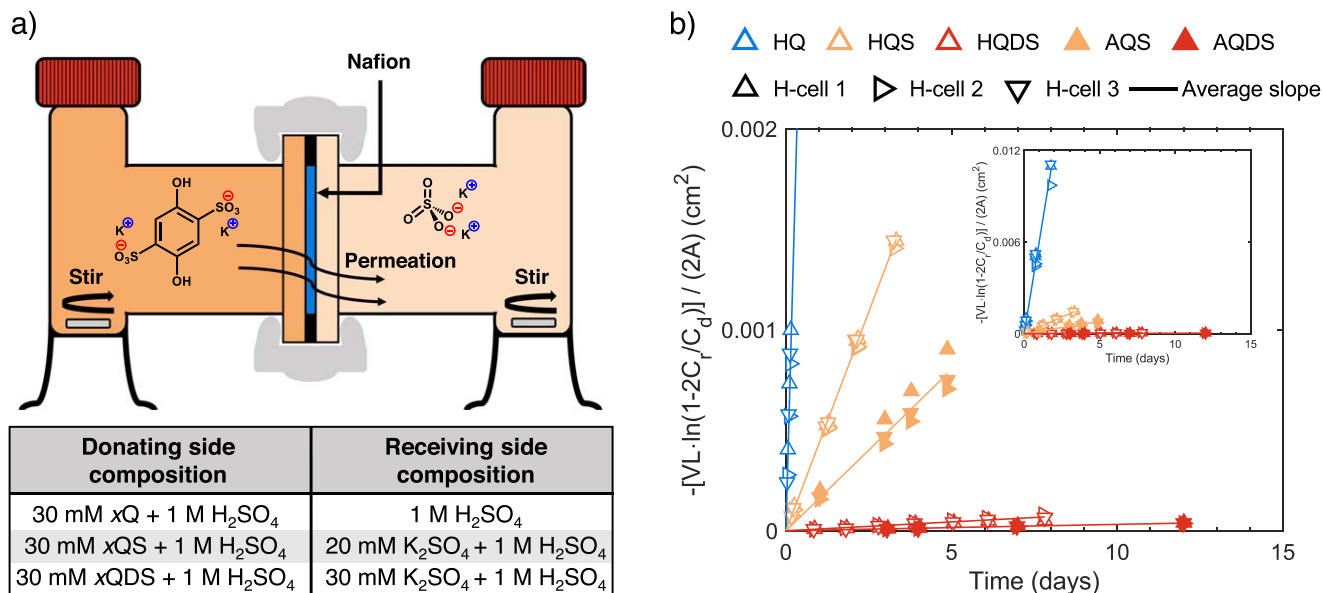 a)
Nafion
OH
SO₃ ⊖
K ⊕
K ⊕
⊖
O₃S
OH
O
O S O ⊖
O ⊖
K ⊕
K ⊕
Permeation
Stir
Stir
Donating side composition
Receiving side composition
30 mM xQ + 1 M H₂SO₄
1 M H₂SO₄
30 mM xQS + 1 M H₂SO₄
20 mM K₂SO₄ + 1 M H₂SO₄
30 mM xQDS + 1 M H₂SO₄
30 mM K₂SO₄ + 1 M H₂SO₄
b)
HQ HQS HQDS AQS AQDS
H-cell 1 H-cell 2 H-cell 3 Average slope
-[VL·ln(1-2C_r/C_d)] / (2A) (cm²)
0.002
0.001
0
0 5 10 15
Time (days)
-[VL·ln(1-2C_r/C_d)] / (2A) (cm²)
0.012
0.006
0
0 5 10 15
Time (days)